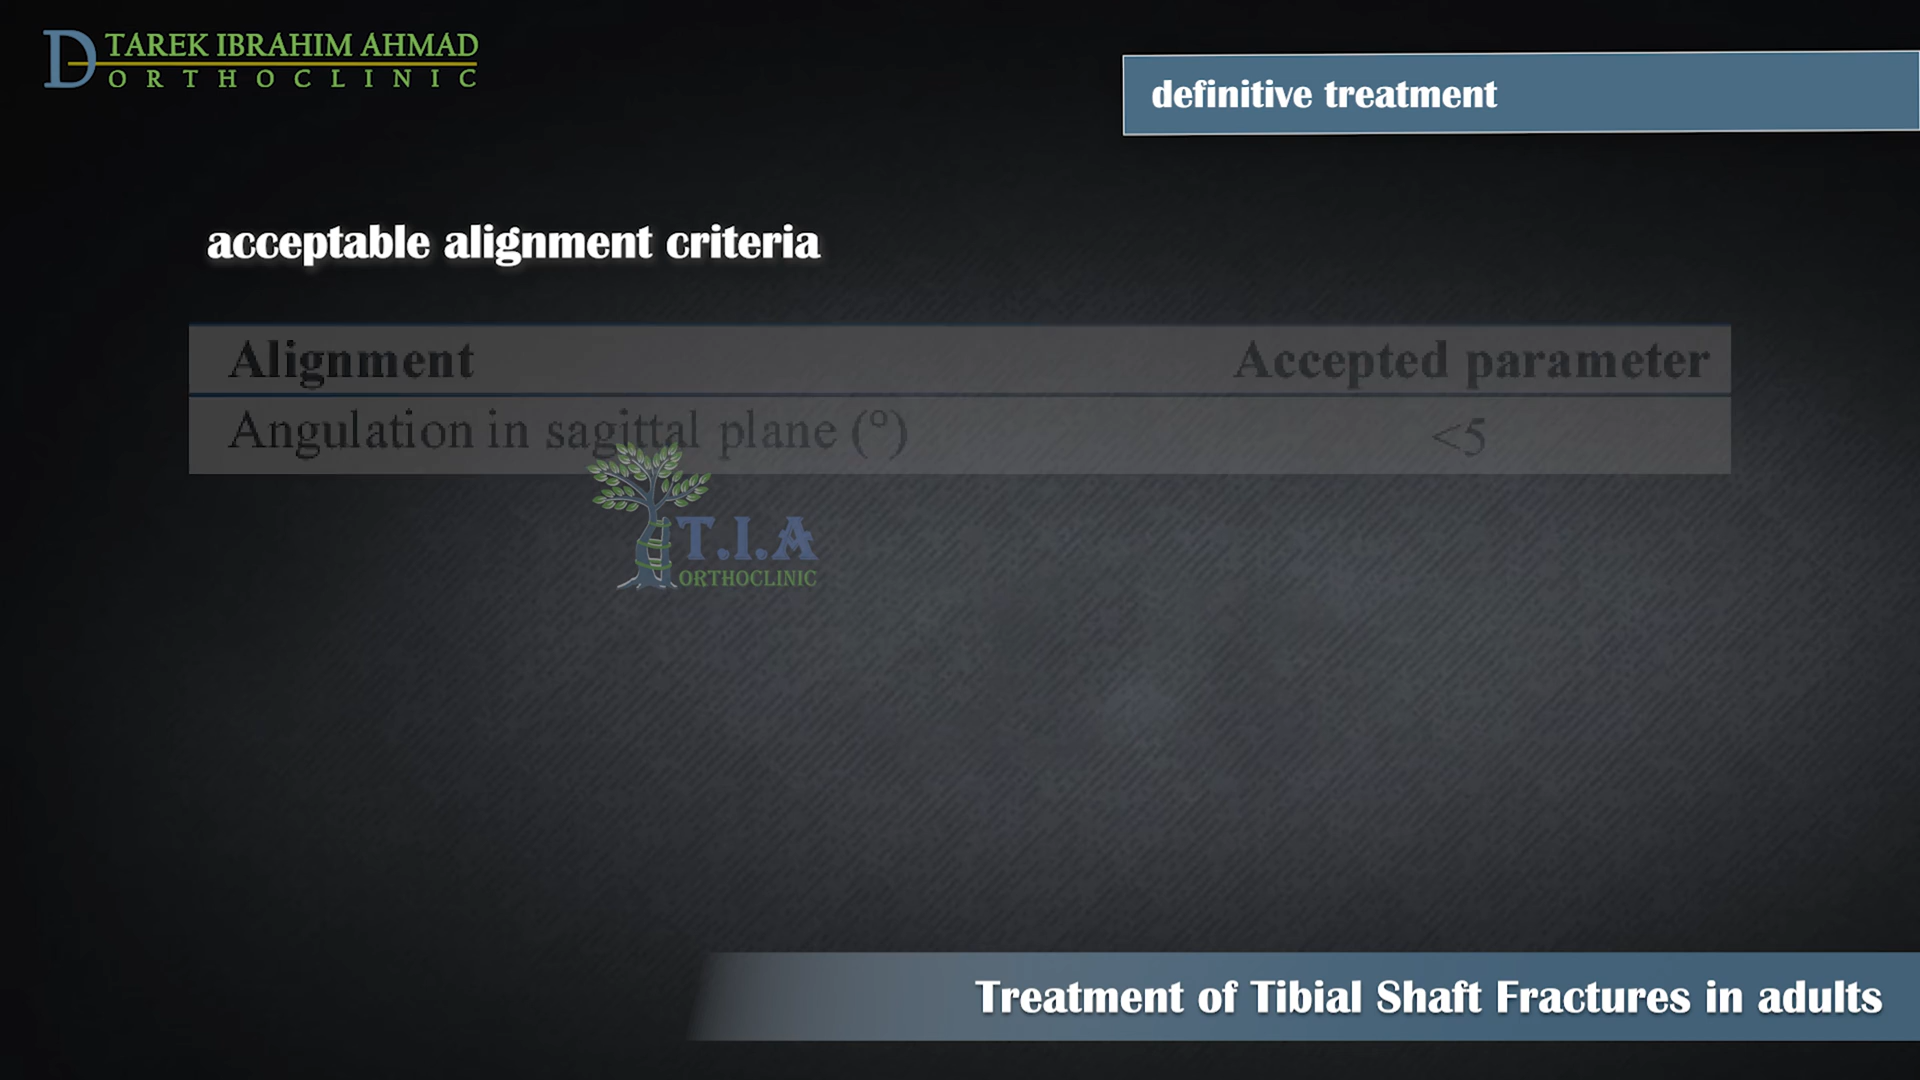 D TAREK IBRAHIM AHMAD
ORTHOCLINIC
definitive treatment
acceptable alignment criteria
Alignment Accepted parameter
Angulation in sagittal plane (°) <5
T.I.A
ORTHOCLINIC
Treatment of Tibial Shaft Fractures in adults